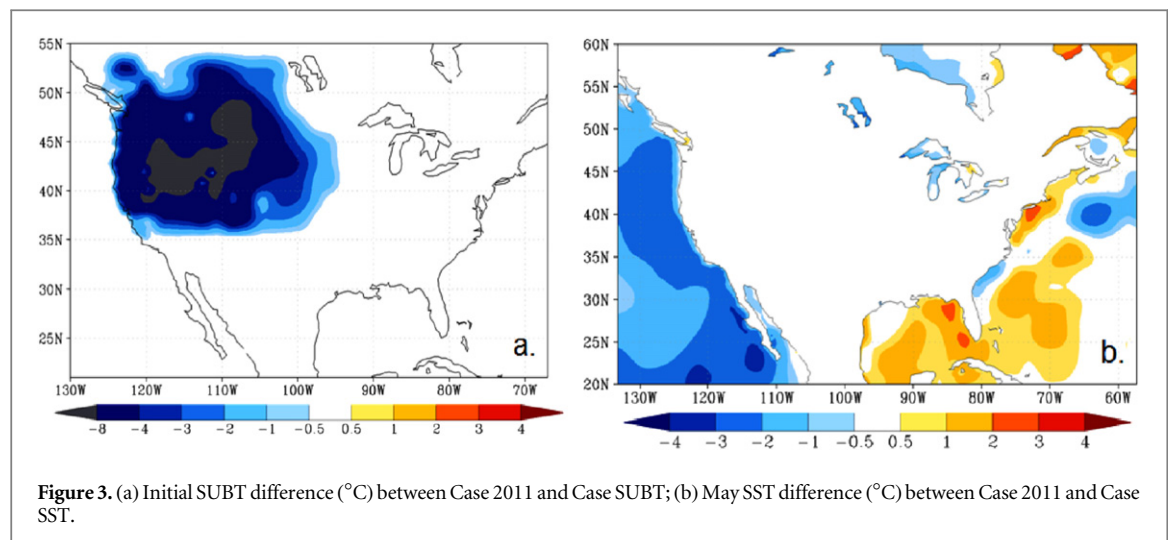 55N
50N
45N
40N
35N
30N
25N
a.
130W 120W 110W 100W 90W 80W 70W
-8 -4 -3 -2 -1 -0.5 0.5 1 2 3 4
60N
55N
50N
45N
40N
35N
30N
25N
20N
b.
120W 110W 100W 90W 80W 70W 60W
-4 -3 -2 -1 -0.5 0.5 1 2 3 4
Figure 3. (a) Initial SUBT difference (°C) between Case 2011 and Case SUBT; (b) May SST difference (°C) between Case 2011 and Case
SST.